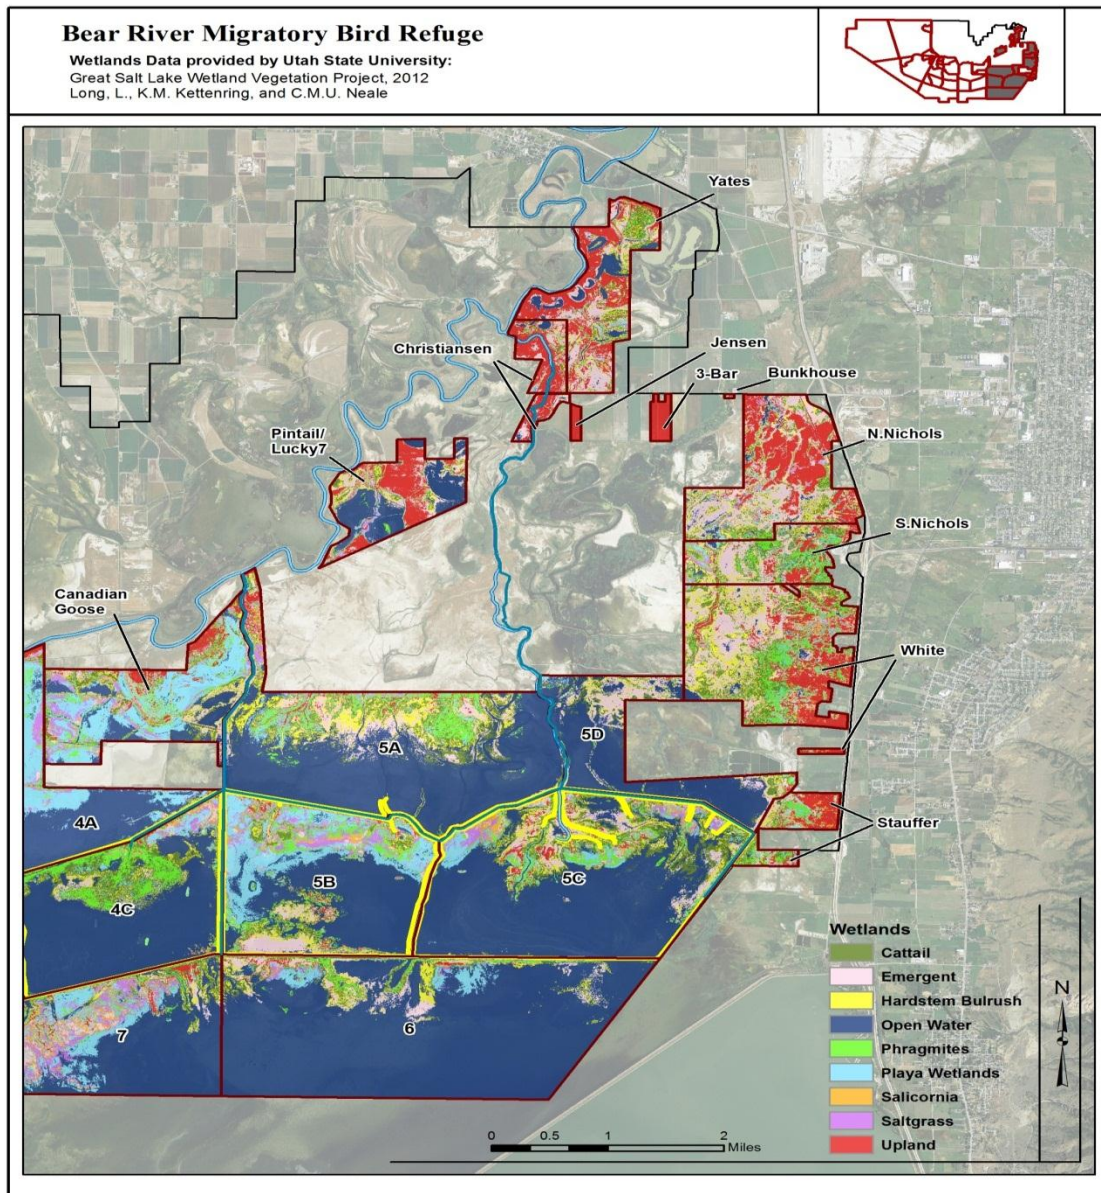 Bear River Migratory Bird Refuge
Wetlands Data provided by Utah State University:
Great Salt Lake Wetland Vegetation Project, 2012
Long, L., K.M. Kettenring, and C.M.U. Neale
Yates
Christiansen
Jensen
3-Bar
Bunkhouse
Pintail/
Lucky7
N.Nichols
S.Nichols
Canadian
Goose
White
5D
5A
4A
Stauffer
5B
5C
4C
7
6
Wetlands
Cattail
Emergent
Hardstem Bulrush
Open Water
Phragmites
Playa Wetlands
Salicornia
Saltgrass
Upland
N
0 0.5 1 2
Miles